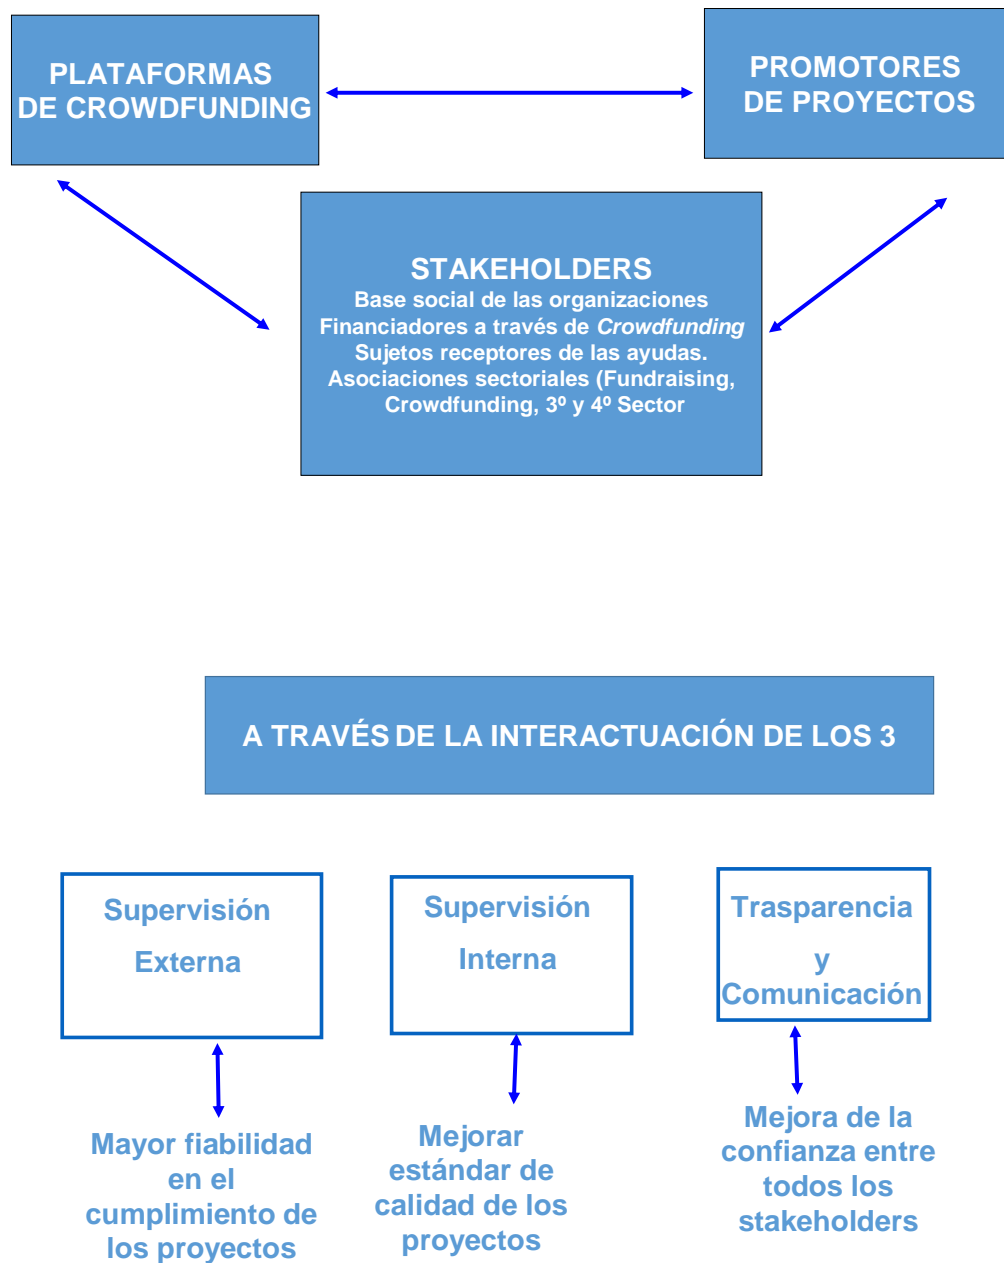 PLATAFORMAS
DE CROWDFUNDING
PROMOTORES
DE PROYECTOS
STAKEHOLDERS
Base social de las organizaciones
Financiadores a través de Crowdfunding
Sujetos receptores de las ayudas.
Asociaciones sectoriales (Fundraising,
Crowdfunding, 3º y 4º Sector
A TRAVÉS DE LA INTERACTUACIÓN DE LOS 3
Supervisión
Externa
Supervisión
Interna
Trasparencia
y
Comunicación
Mayor fiabilidad
en el
cumplimiento de
los proyectos
Mejorar
estándar de
calidad de los
proyectos
Mejora de la
confianza entre
todos los
stakeholders